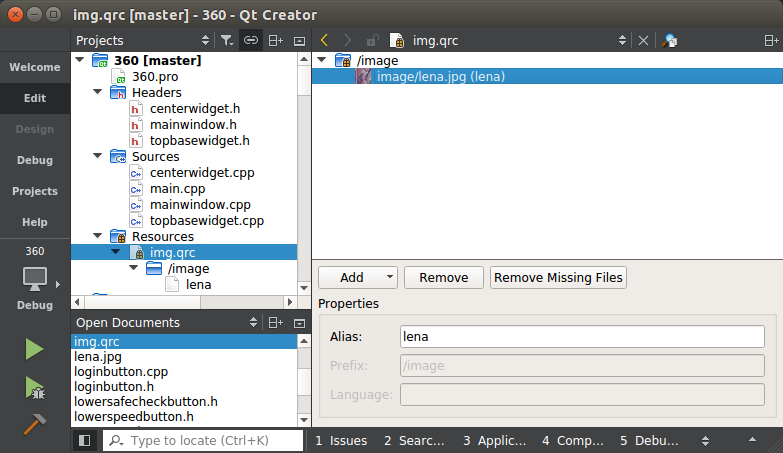 img.qrc [master] - 360 - Qt Creator
Projects
img.qrc
Welcome
Edit
Design
Debug
Projects
Help
360
Debug
360 [master]
360.pro
Headers
centerwidget.h
mainwindow.h
topbasewidget.h
Sources
centerwidget.cpp
main.cpp
mainwindow.cpp
topbasewidget.cpp
Resources
img.qrc
/image
lena
Open Documents
img.qrc
lena.jpg
loginbutton.cpp
loginbutton.h
lowersafecheckbutton.h
lowerspeedbutton.h
/image
image/lena.jpg (lena)
Add
Remove
Remove Missing Files
Properties
Alias: lena
Prefix: /image
Language:
Type to locate (Ctrl+K)
1 Issues
2 Searc...
3 Applic...
4 Comp...
5 Debu...